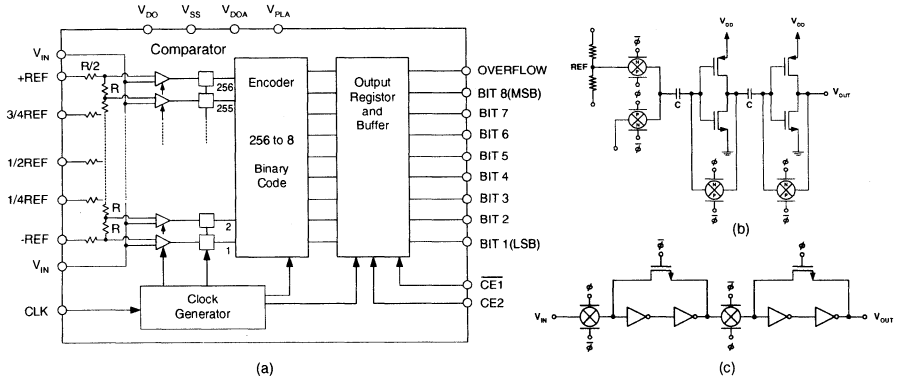 V_DO V_SS V_DOA V_PLA
V_IN
Comparator
+REF
R/2
R
3/4REF
1/2REF
1/4REF
R
R
-REF
V_IN
CLK
256
255
2
1
Encoder
256 to 8
Binary
Code
Output
Register
and
Buffer
Clock
Generator
OVERFLOW
BIT 8(MSB)
BIT 7
BIT 6
BIT 5
BIT 4
BIT 3
BIT 2
BIT 1(LSB)
C̅E̅1̅
CE2
(a)
REF
ϕ̅
ϕ
ϕ
ϕ̅
C
V_DD
C
V_DD
V_OUT
ϕ
ϕ̅
ϕ
ϕ̅
(b)
V_IN
ϕ
ϕ̅
ϕ̅
ϕ̅
ϕ
ϕ
V_OUT
(c)